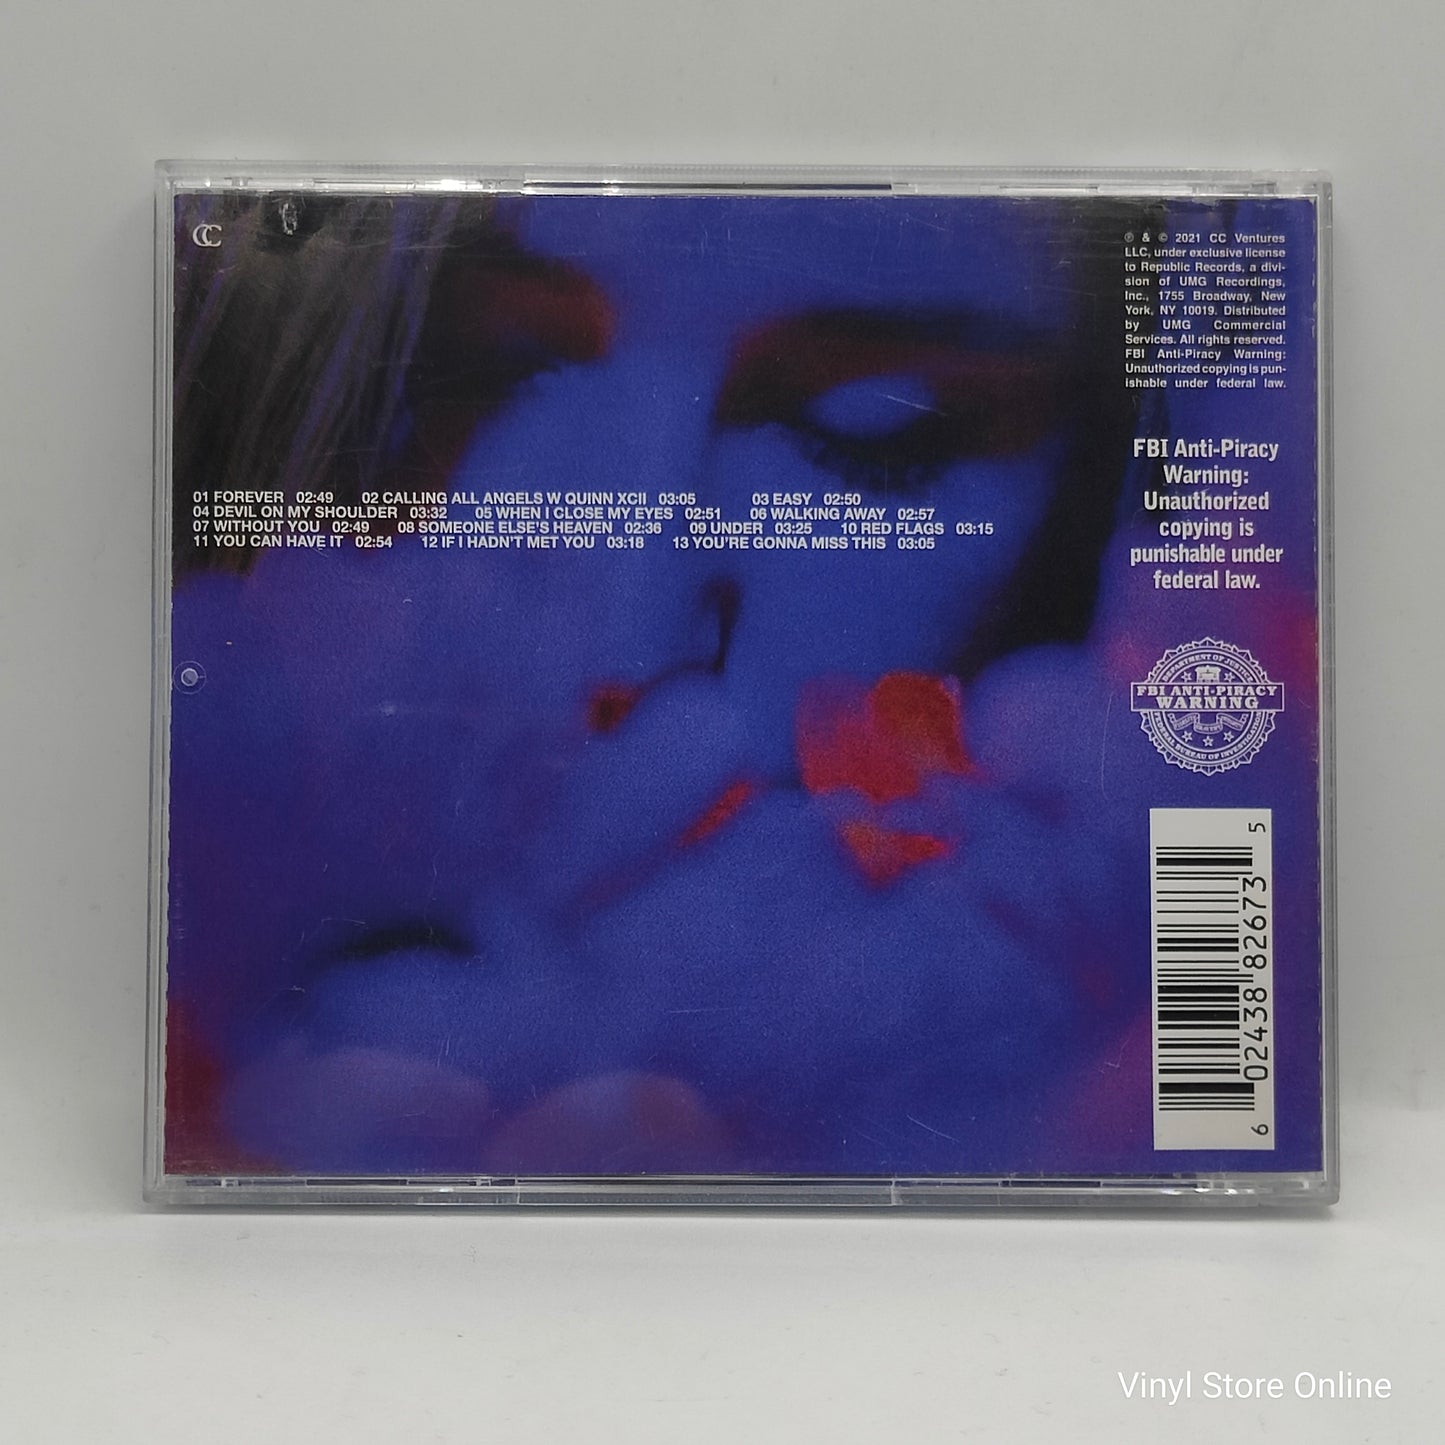 CC
℗ & © 2021 CC Ventures
LLC, under exclusive license
to Republic Records, a divi-
sion of UMG Recordings,
Inc., 1755 Broadway, New
York, NY 10019. Distributed
by UMG Commercial
Services. All rights reserved.
FBI Anti-Piracy Warning:
Unauthorized copying is pun-
ishable under federal law.
FBI Anti-Piracy
Warning:
Unauthorized
copying is
punishable under
federal law.
01 FOREVER 02:49 02 CALLING ALL ANGELS W QUINN XCII 03:05 03 EASY 02:50
04 DEVIL ON MY SHOULDER 03:32 05 WHEN I CLOSE MY EYES 02:51 06 WALKING AWAY 02:57
07 WITHOUT YOU 02:49 08 SOMEONE ELSE'S HEAVEN 02:36 09 UNDER 03:25 10 RED FLAGS 03:15
11 YOU CAN HAVE IT 02:54 12 IF I HADN'T MET YOU 03:18 13 YOU'RE GONNA MISS THIS 03:05
DEPARTMENT OF JUSTICE
FBI ANTI-PIRACY
WARNING
FEDERAL BUREAU OF INVESTIGATION
6 02438 82673 5
Vinyl Store Online